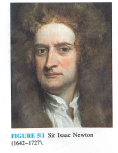 FIGURE 5.1 Sir Isaac Newton
(1642–1727).